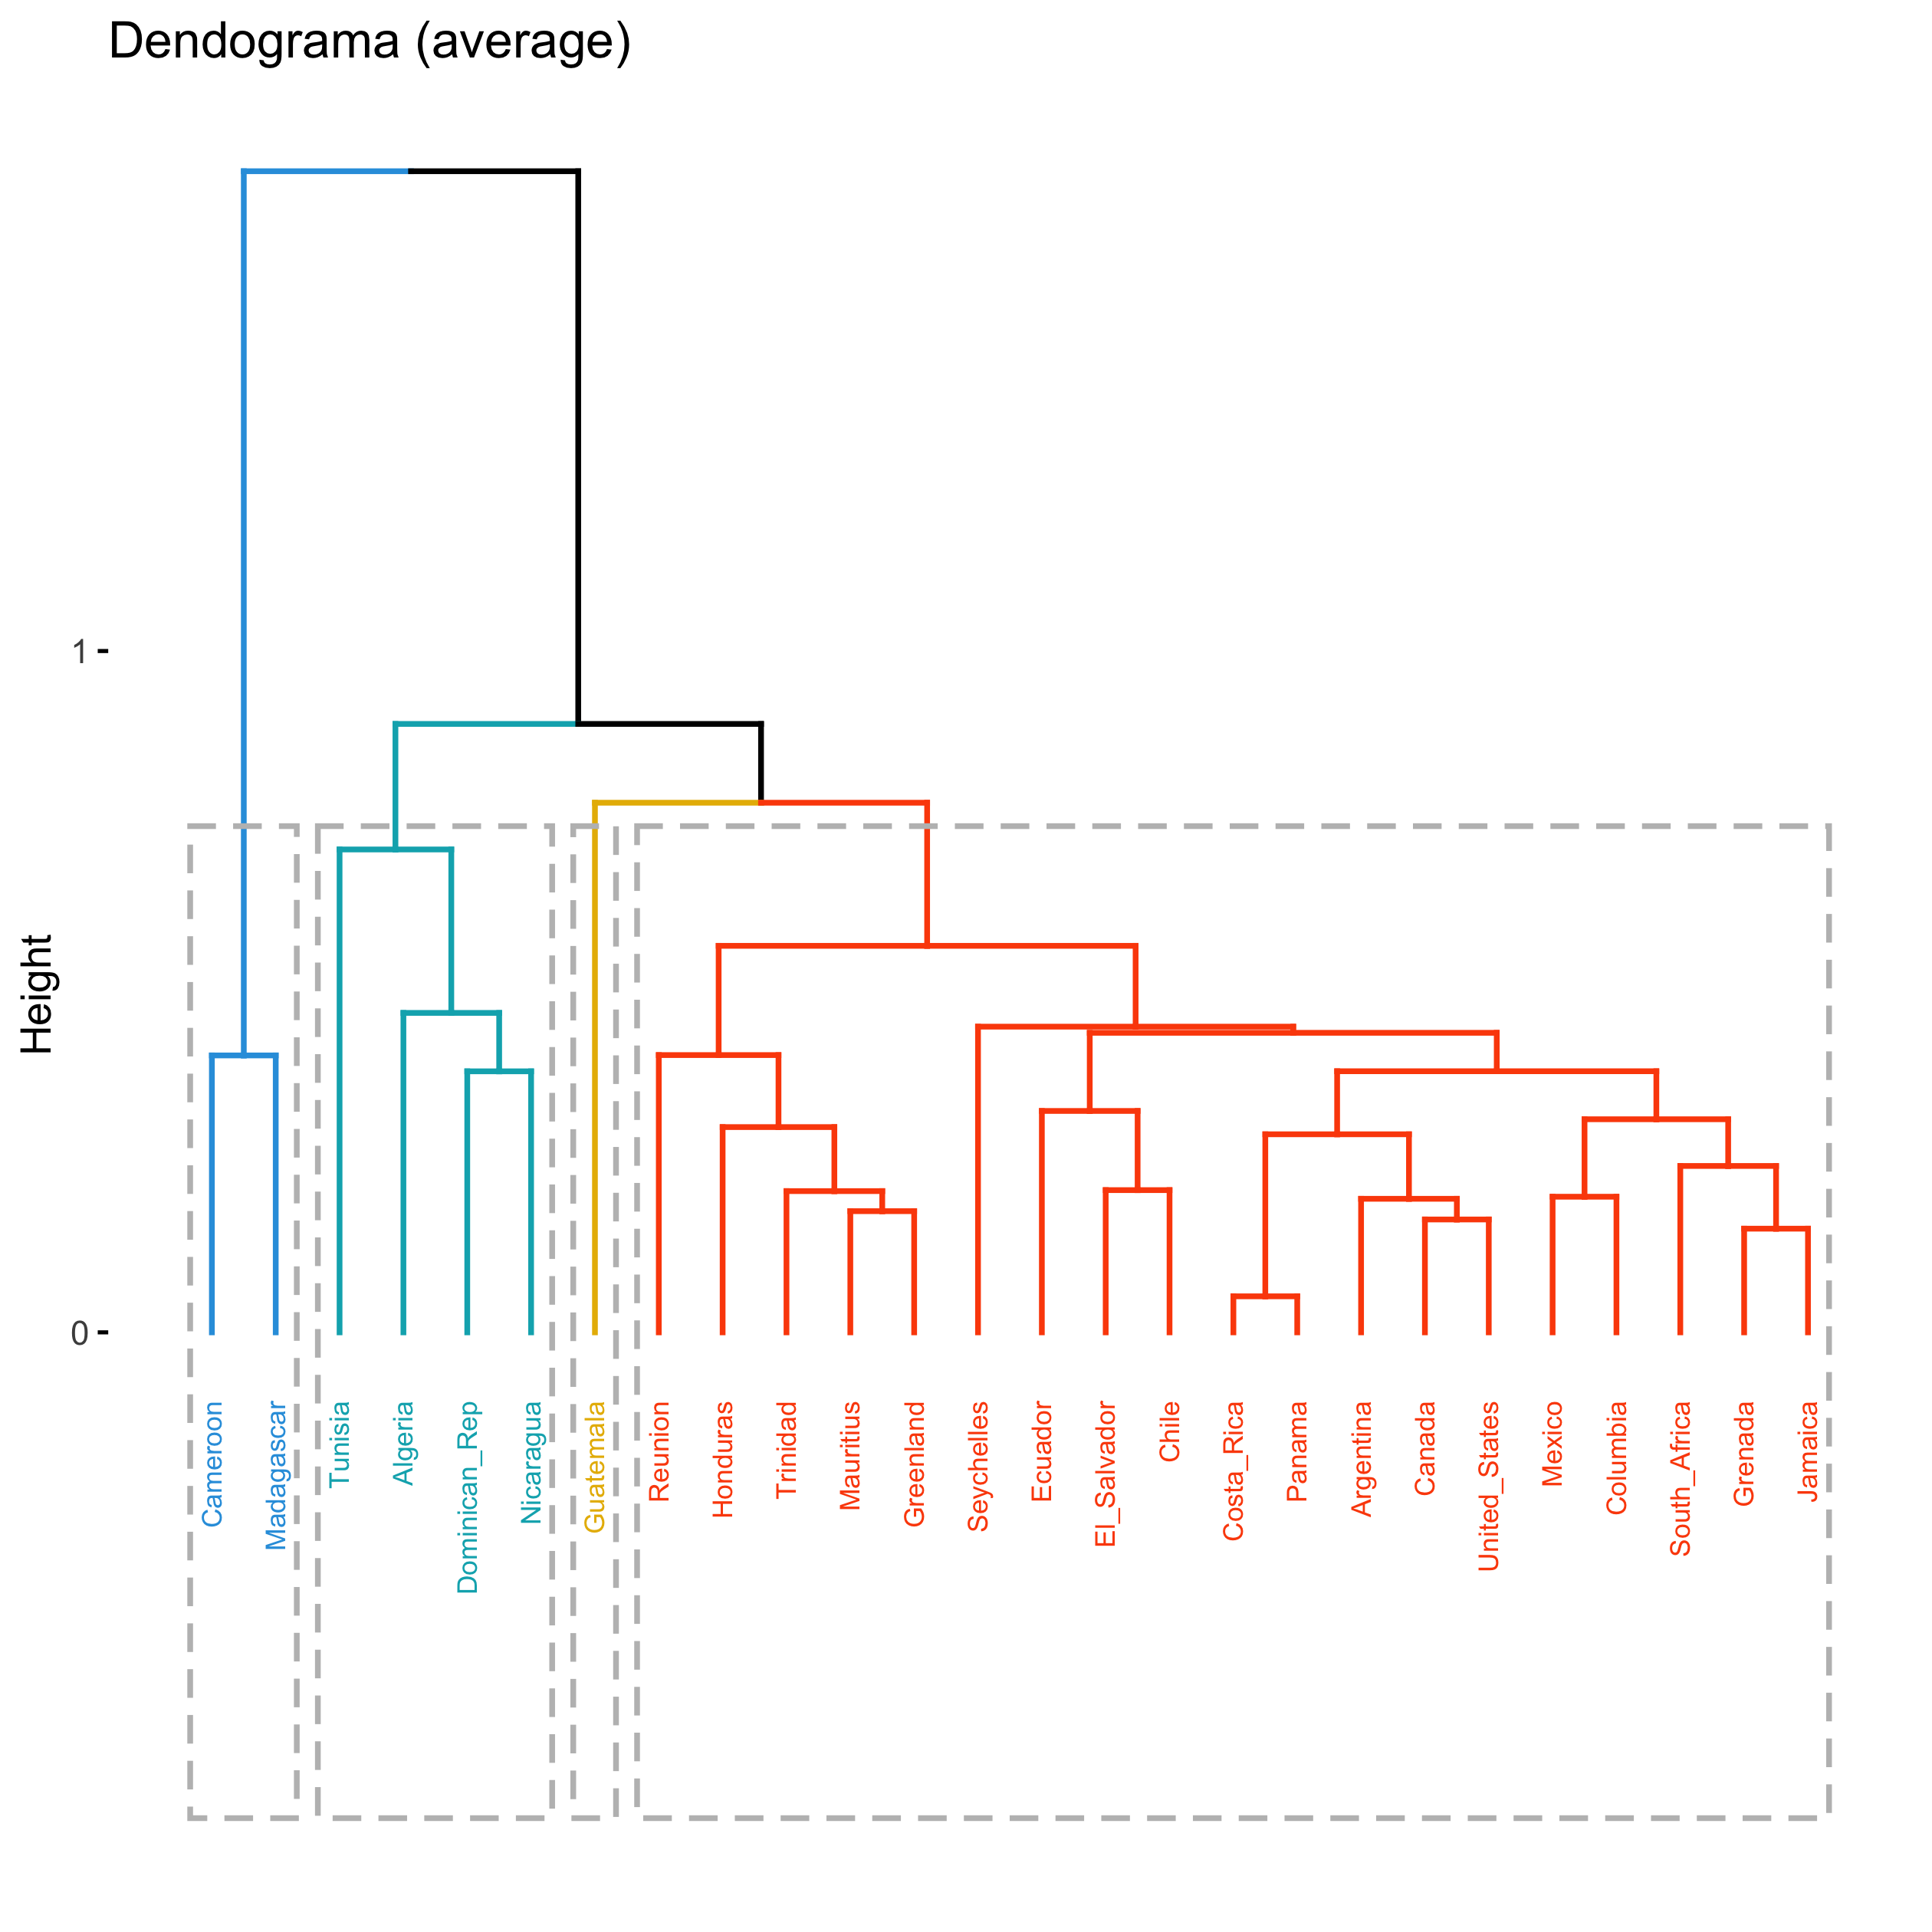 Dendograma (average)
1
Height
0
Cameroon
Madagascar
Tunisia
Algeria
Dominican_Rep
Nicaragua
Guatemala
Reunion
Honduras
Trinidad
Mauritius
Greenland
Seychelles
Ecuador
El_Salvador
Chile
Costa_Rica
Panama
Argentina
Canada
United_States
Mexico
Columbia
South_Africa
Grenada
Jamaica